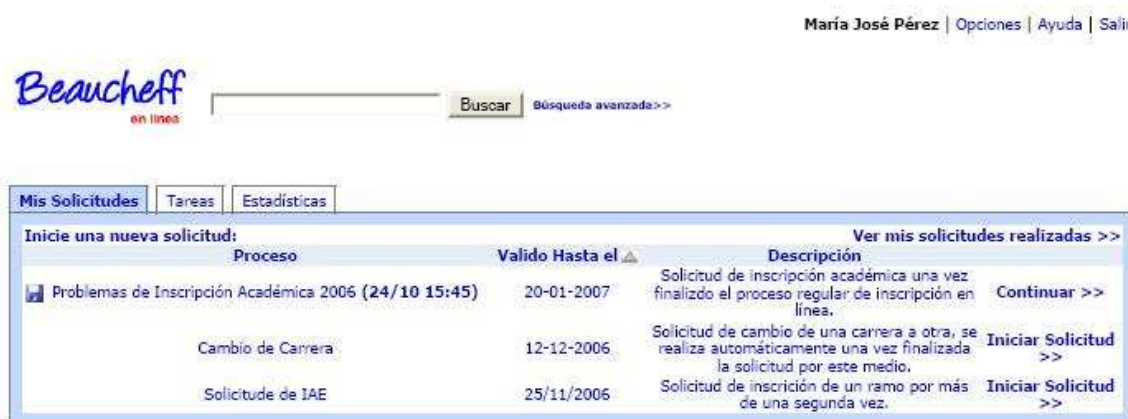 María José Pérez | Opciones | Ayuda | Sali
Beaucheff
en línea
Buscar
Búsqueda avanzada>>
Mis Solicitudes
Tareas
Estadísticas
Inicie una nueva solicitud:
Ver mis solicitudes realizadas >>
Proceso
Valido Hasta el
Descripción
Problemas de Inscripción Académica 2006 (24/10 15:45)
20-01-2007
Solicitud de inscripción académica una vez
finalizdo el proceso regular de inscripción en
línea.
Continuar >>
Cambio de Carrera
12-12-2006
Solicitud de cambio de una carrera a otra, se
realiza automáticamente una vez finalizada
la solicitud por este medio.
Iniciar Solicitud
>>
Solicitude de IAE
25/11/2006
Solicitud de inscrición de un ramo por más
de una segunda vez.
Iniciar Solicitud
>>